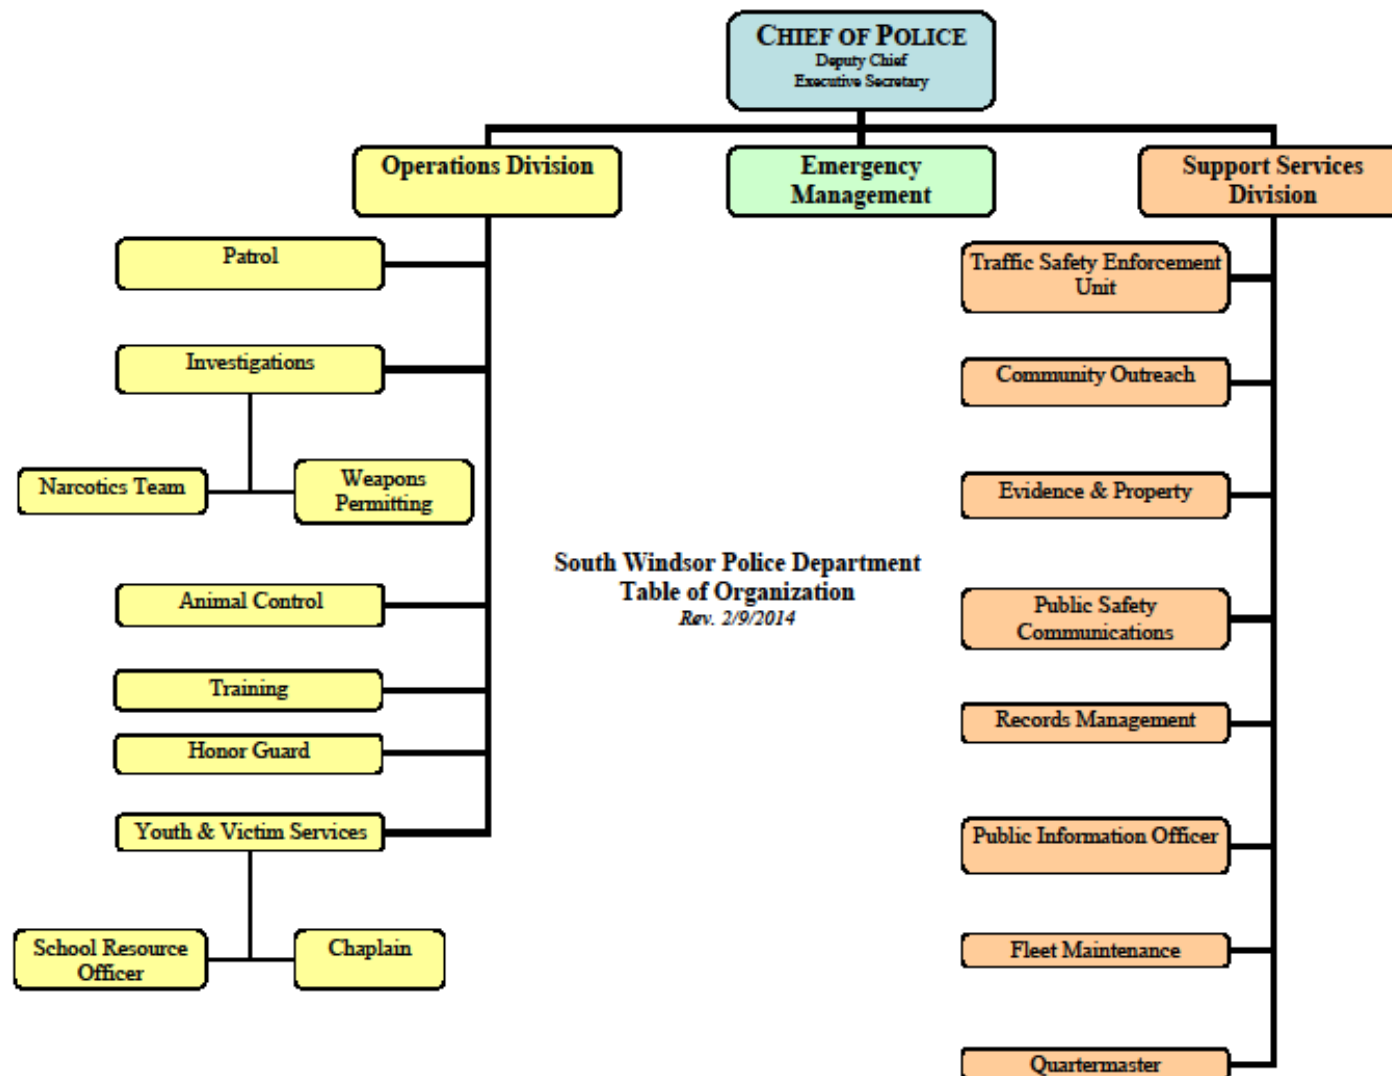 CHIEF OF POLICE
Deputy Chief
Executive Secretary
Operations Division
Emergency
Management
Support Services
Division
Patrol
Investigations
Narcotics Team
Weapons
Permitting
Animal Control
Training
Honor Guard
Youth & Victim Services
School Resource
Officer
Chaplain
South Windsor Police Department
Table of Organization
Rev. 2/9/2014
Traffic Safety Enforcement
Unit
Community Outreach
Evidence & Property
Public Safety
Communications
Records Management
Public Information Officer
Fleet Maintenance
Quartermaster